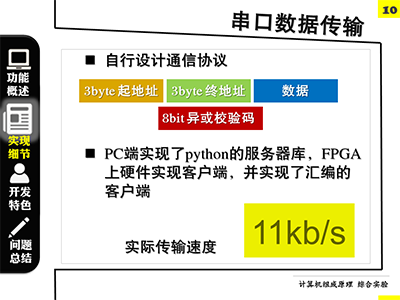 10
串口数据传输
功能
概述
实现
细节
开发
特色
问题
总结
■ 自行设计通信协议
3byte 起地址 3byte 终地址 数据
8bit 异或校验码
■ PC端实现了python的服务器库，FPGA
上硬件实现客户端，并实现了汇编的
客户端
实际传输速度
11kb/s
计算机组成原理 综合实验